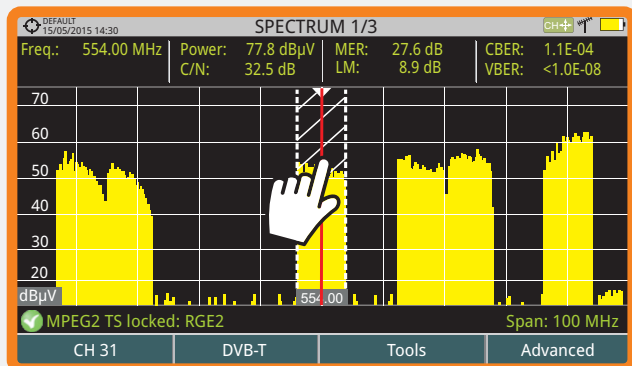 DEFAULT
15/05/2015 14:30
SPECTRUM 1/3
CH
Freq.: 554.00 MHz Power: 77.8 dBµV MER: 27.6 dB CBER: 1.1E-04
C/N: 32.5 dB LM: 8.9 dB VBER: <1.0E-08
70
60
50
40
30
20
dBµV
554.00
MPEG2 TS locked: RGE2 Span: 100 MHz
CH 31 DVB-T Tools Advanced